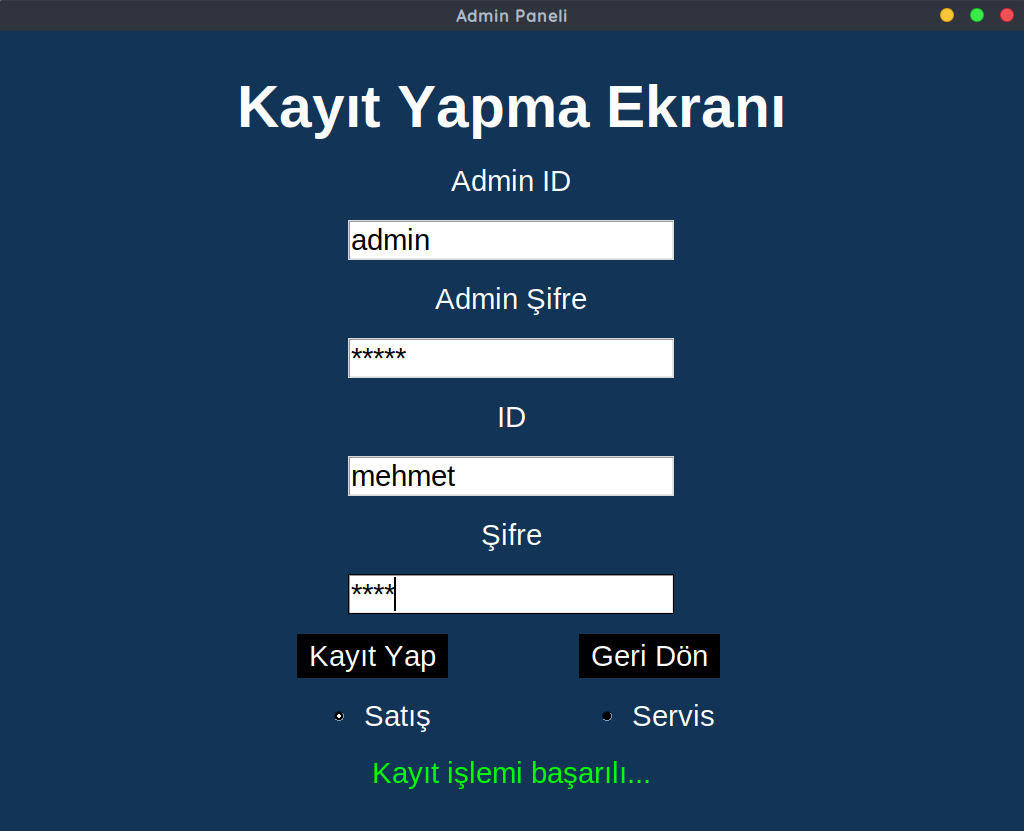 Admin Paneli
Kayıt Yapma Ekranı
Admin ID
admin
Admin Şifre
*****
ID
mehmet
Şifre
****
Kayıt Yap Geri Dön
Satış Servis
Kayıt işlemi başarılı...